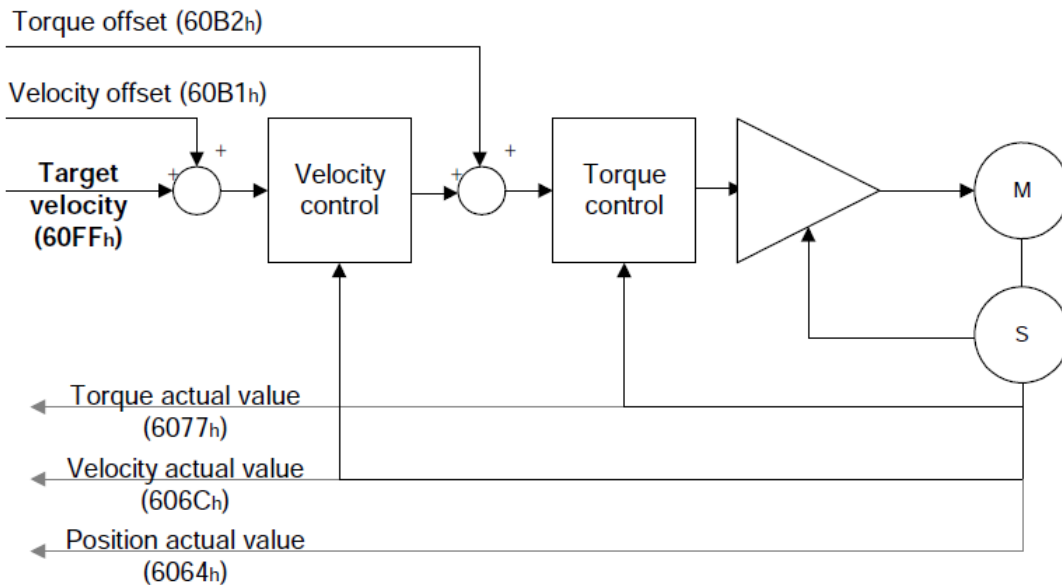 Torque offset (60B2h)
Velocity offset (60B1h)
+
+
+
+
Target
velocity
(60FFh)
Velocity
control
Torque
control
M
S
Torque actual value
(6077h)
Velocity actual value
(606Ch)
Position actual value
(6064h)